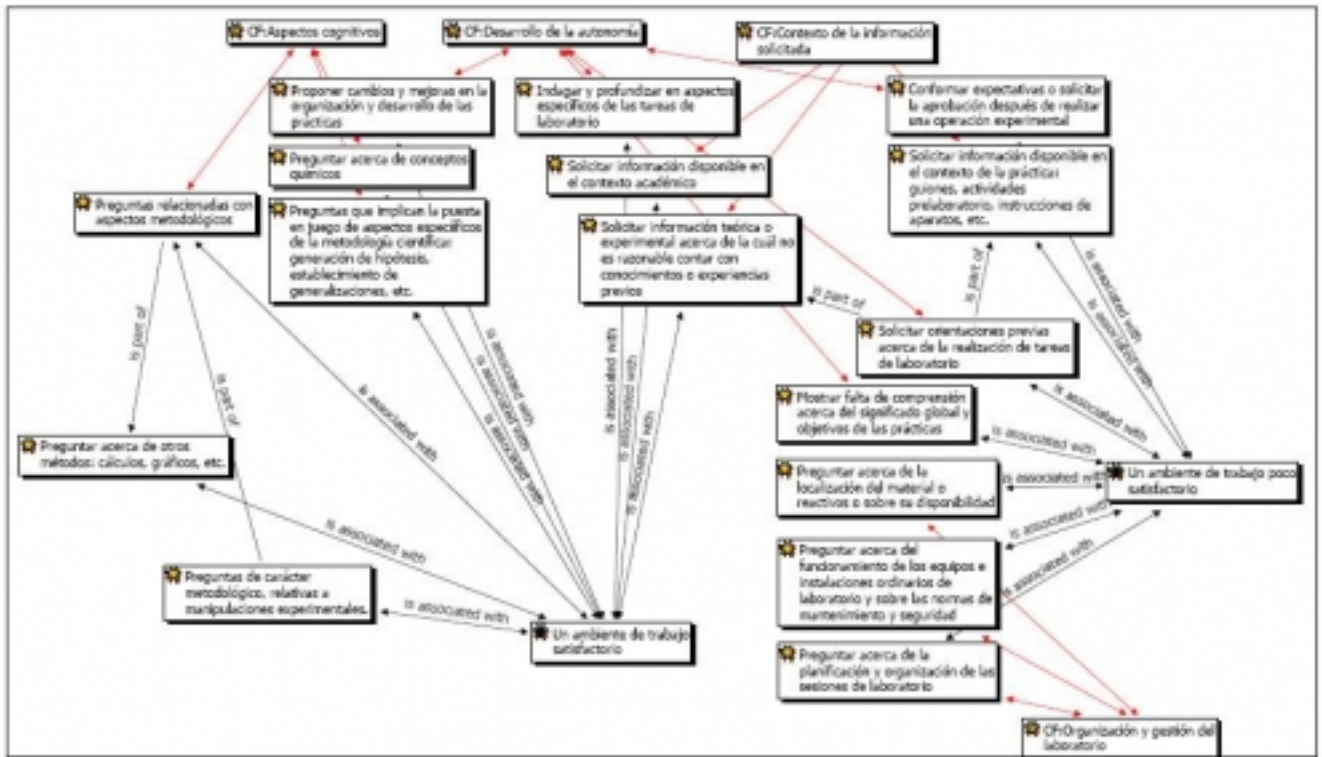 CF:Aspectos cognitivos
CF:Desarrollo de la autonomía
CF:Contexto de la información
solicitada
Proponer cambios y mejoras en la
organización y desarrollo de las
prácticas
Indagar y profundizar en aspectos
específicos de las tareas de
laboratorio
Conformar expectativas o solicitar
la aprobación después de realizar
una operación experimental
Preguntar acerca de conceptos
químicos
Solicitar información disponible
en el contexto académico
Solicitar información disponible en
el contexto de la práctica:
guiones, actividades
prelaboratorio, instrucciones de
aparatos, etc.
Preguntas relacionadas con
aspectos metodológicos
Preguntas que implican la puesta
en juego de aspectos específicos
de la metodología científica:
generación de hipótesis,
establecimiento de
generalizaciones, etc.
Solicitar información teórica o
experimental acerca de la cuál no
es razonable contar con
conocimientos o experiencias
previos
is part of
is part of
is associated with
is associated with
Solicitar orientaciones previas
acerca de la realización de tareas
de laboratorio
is part of
is part of
is associated with
is associated with
is associated with
is associated with
is associated with
is associated with
is associated with
is associated with
Mostrar falta de comprensión
acerca del significado global y
objetivos de las prácticas
is associated with
Preguntar acerca de otros
métodos: cálculos, gráficos, etc.
Preguntar acerca de la
localización del material o
reactivos o sobre su disponibilidad
is associated with
Un ambiente de trabajo poco
satisfactorio
is associated with
is associated with
Preguntar acerca del
funcionamiento de los equipos e
instalaciones ordinarios de
laboratorio y sobre las normas de
mantenimiento y seguridad
is associated with
is associated with
Preguntas de carácter
metodológico, relativas a
manipulaciones experimentales.
is associated with
Un ambiente de trabajo
satisfactorio
Preguntar acerca de la
planificación y organización de las
sesiones de laboratorio
CF:Organización y gestión del
laboratorio